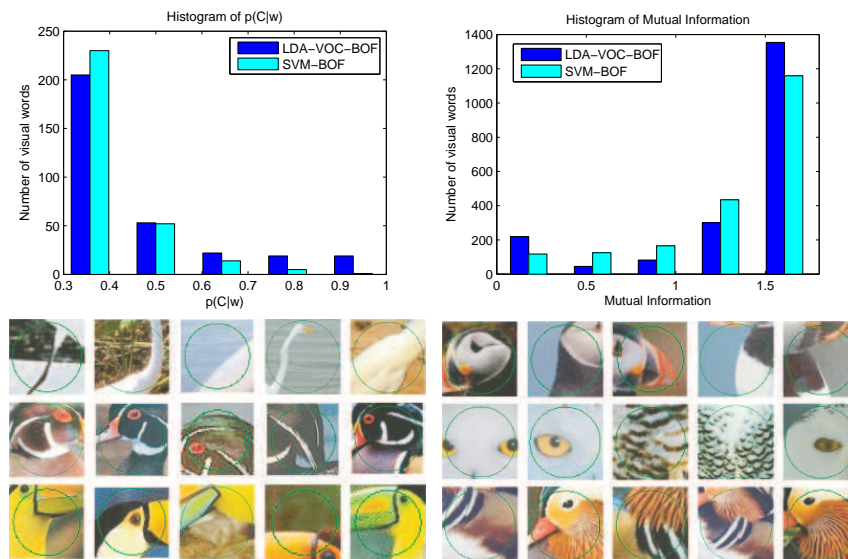 Histogram of p(C|w)
250
200
150
100
50
0
Number of visual words
LDA−VOC−BOF
SVM−BOF
0.3 0.4 0.5 0.6 0.7 0.8 0.9 1
p(C|w)
Histogram of Mutual Information
1400
1200
1000
800
600
400
200
0
Number of visual words
LDA−VOC−BOF
SVM−BOF
0 0.5 1 1.5
Mutual Information